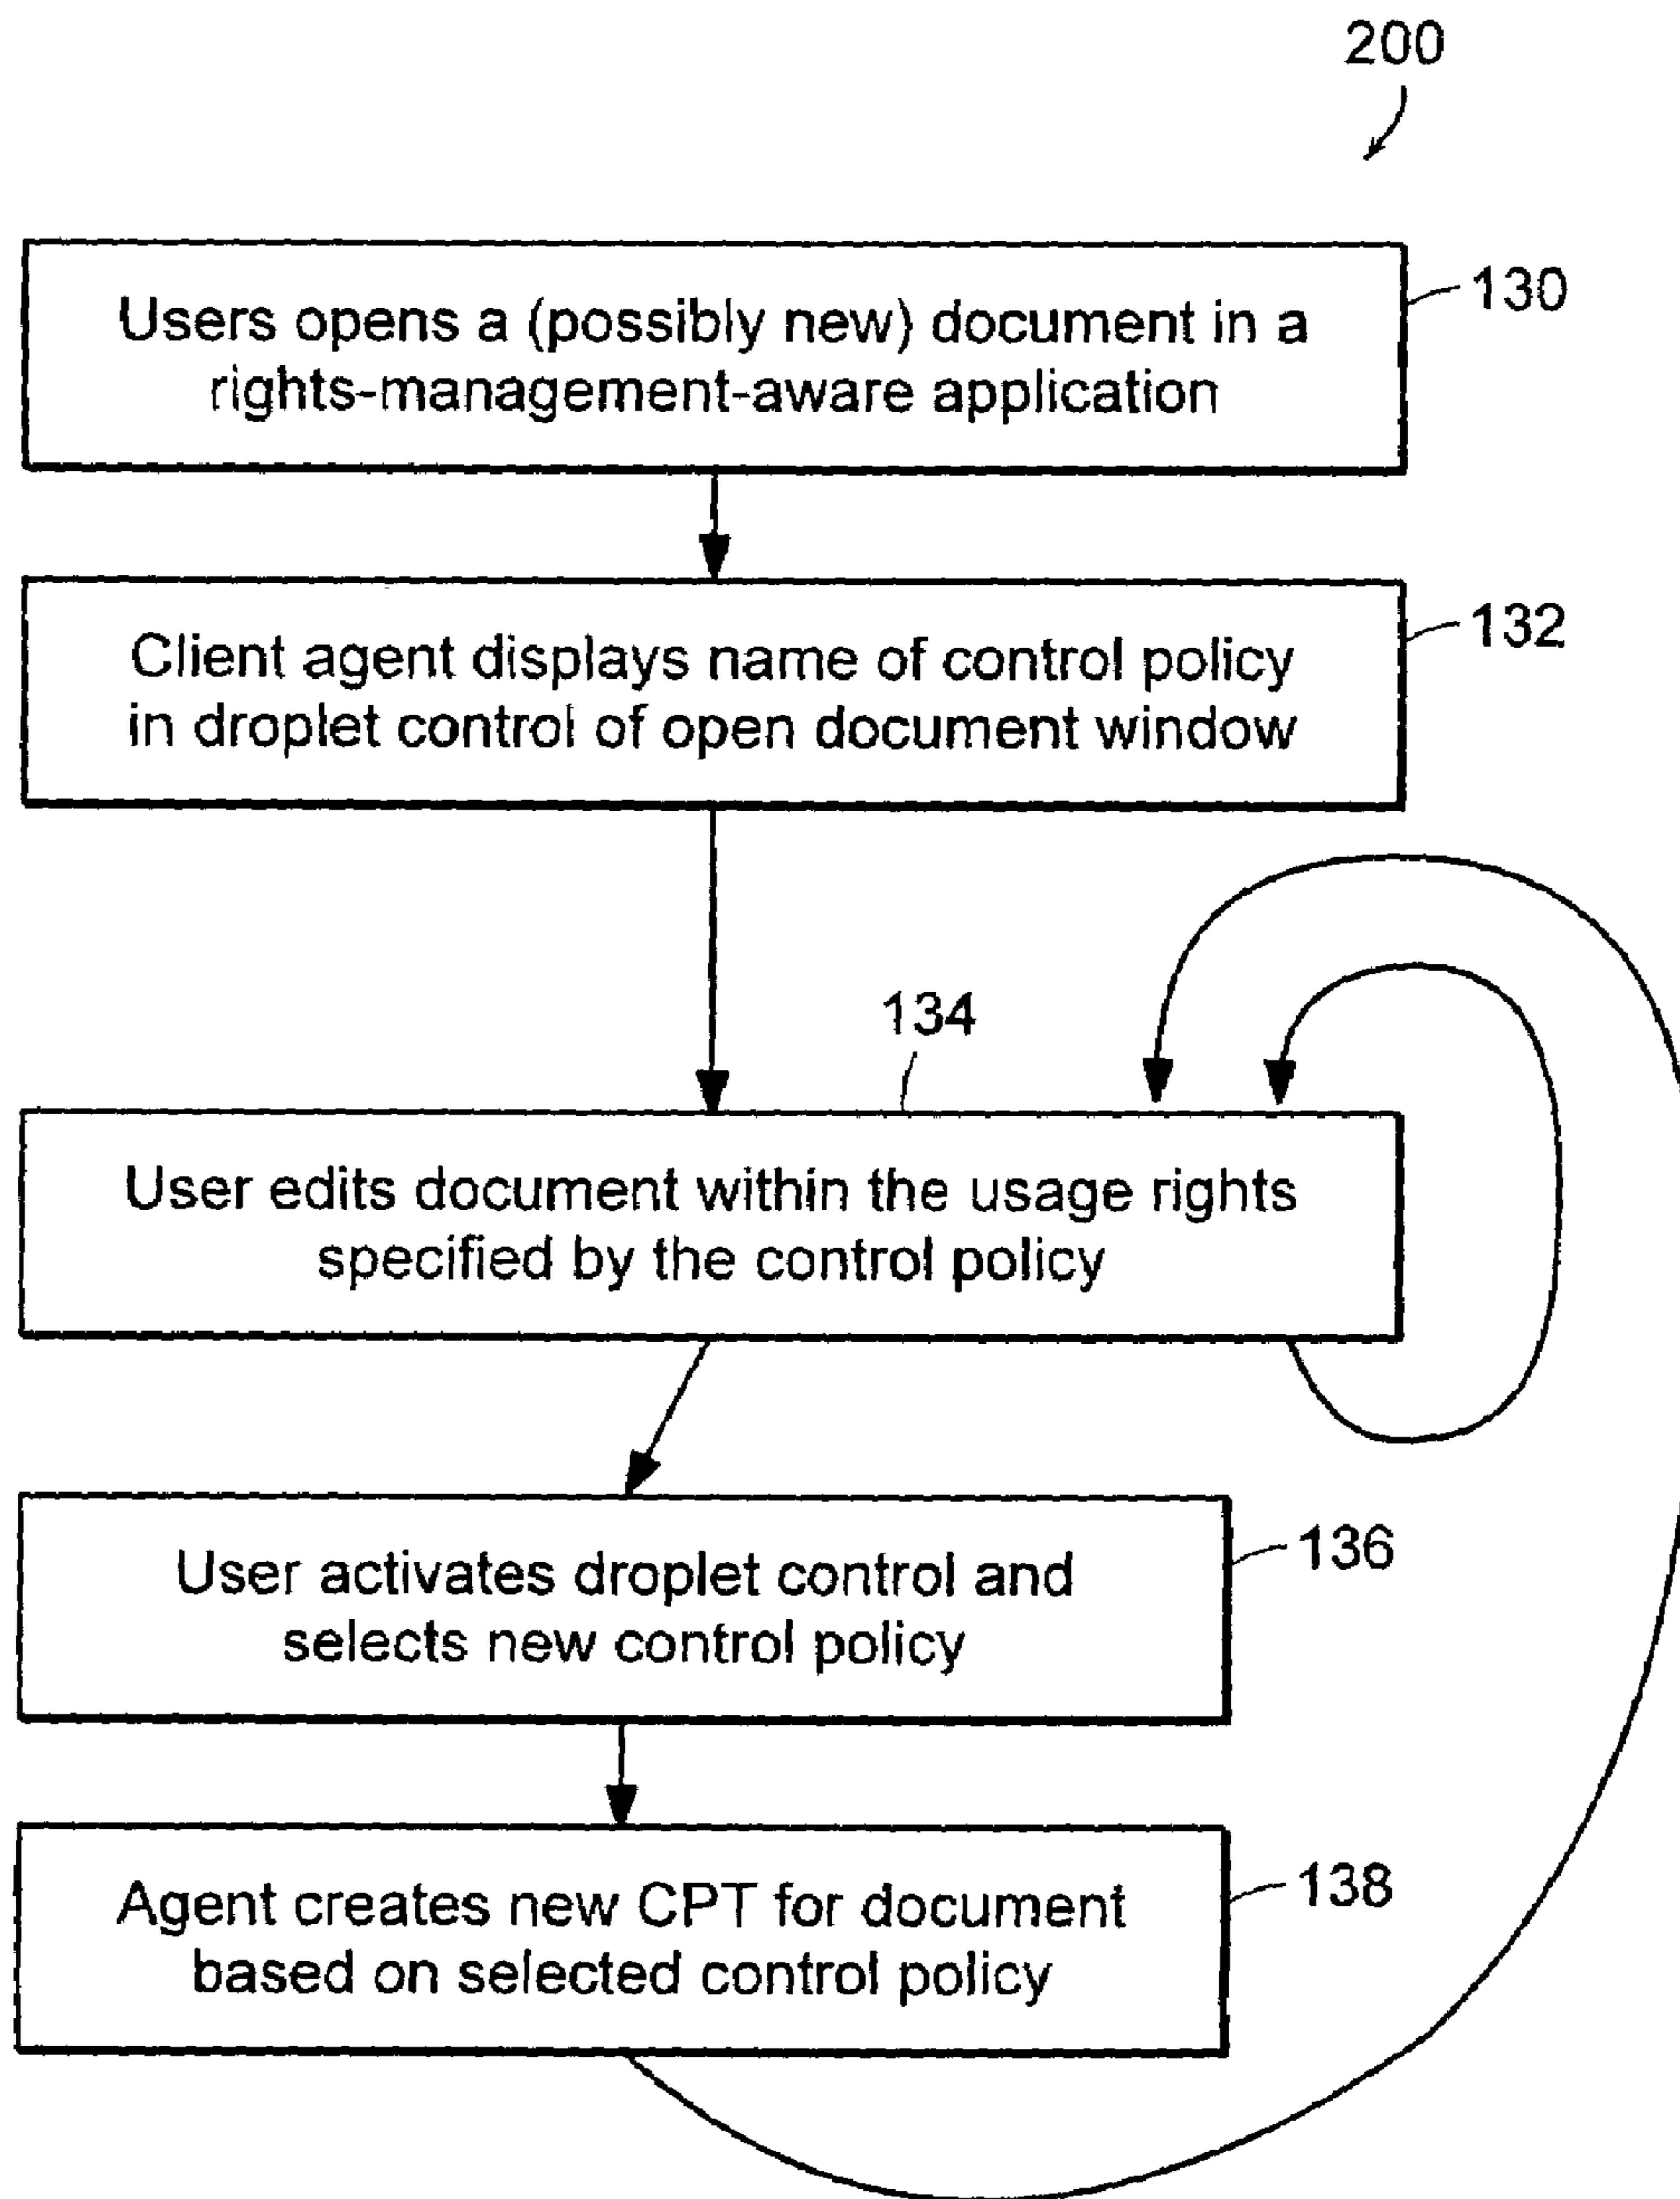 200
Users opens a (possibly new) document in a
rights-management-aware application
130
Client agent displays name of control policy
in droplet control of open document window
132
134
User edits document within the usage rights
specified by the control policy
User activates droplet control and
selects new control policy
136
Agent creates new CPT for document
based on selected control policy
138